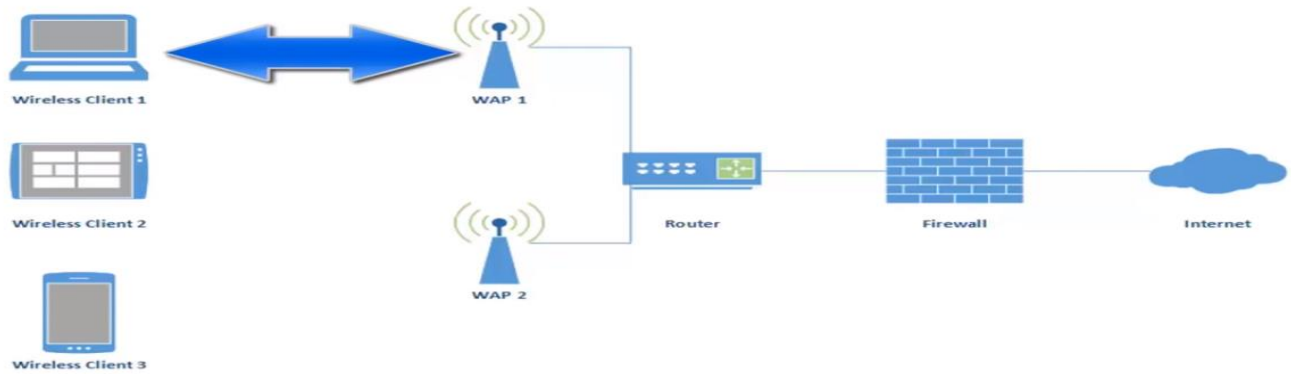 Wireless Client 1
WAP 1
Wireless Client 2
Router
Firewall
Internet
WAP 2
Wireless Client 3